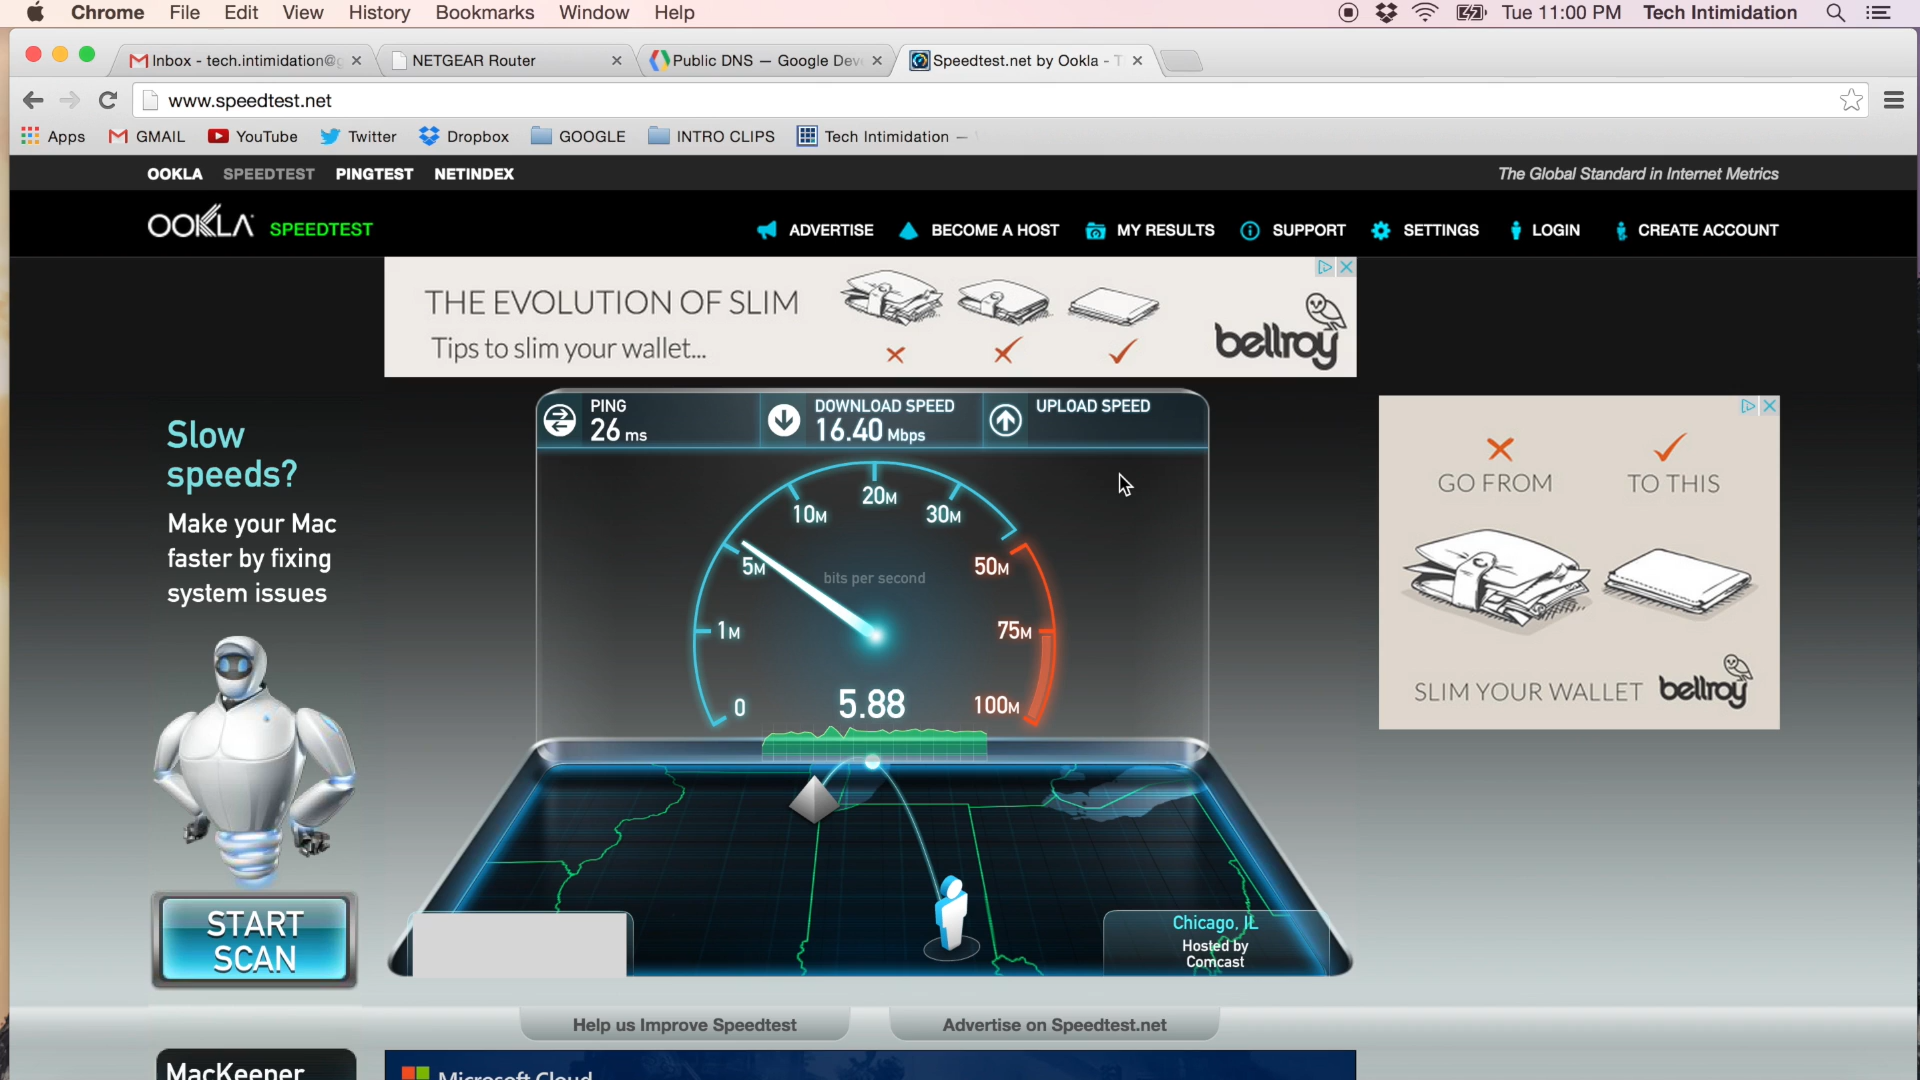 Chrome File Edit View History Bookmarks Window Help Tue 11:00 PM Tech Intimidation
Inbox - tech.intimidation@g NETGEAR Router Public DNS — Google Dev Speedtest.net by Ookla - T
www.speedtest.net
Apps GMAIL YouTube Twitter Dropbox GOOGLE INTRO CLIPS Tech Intimidation —
OOKLA SPEEDTEST PINGTEST NETINDEX The Global Standard in Internet Metrics
OOKLA SPEEDTEST ADVERTISE BECOME A HOST MY RESULTS SUPPORT SETTINGS LOGIN CREATE ACCOUNT
THE EVOLUTION OF SLIM
Tips to slim your wallet...
bellroy
PING
26 ms
DOWNLOAD SPEED
16.40 Mbps
UPLOAD SPEED
Slow
speeds?
Make your Mac
faster by fixing
system issues
START
SCAN
0
1M
5M
10M
20M
30M
50M
75M
100M
bits per second
5.88
GO FROM TO THIS
SLIM YOUR WALLET bellroy
Chicago, IL
Hosted by
Comcast
Help us Improve Speedtest Advertise on Speedtest.net
MacKeeper
Microsoft Cloud